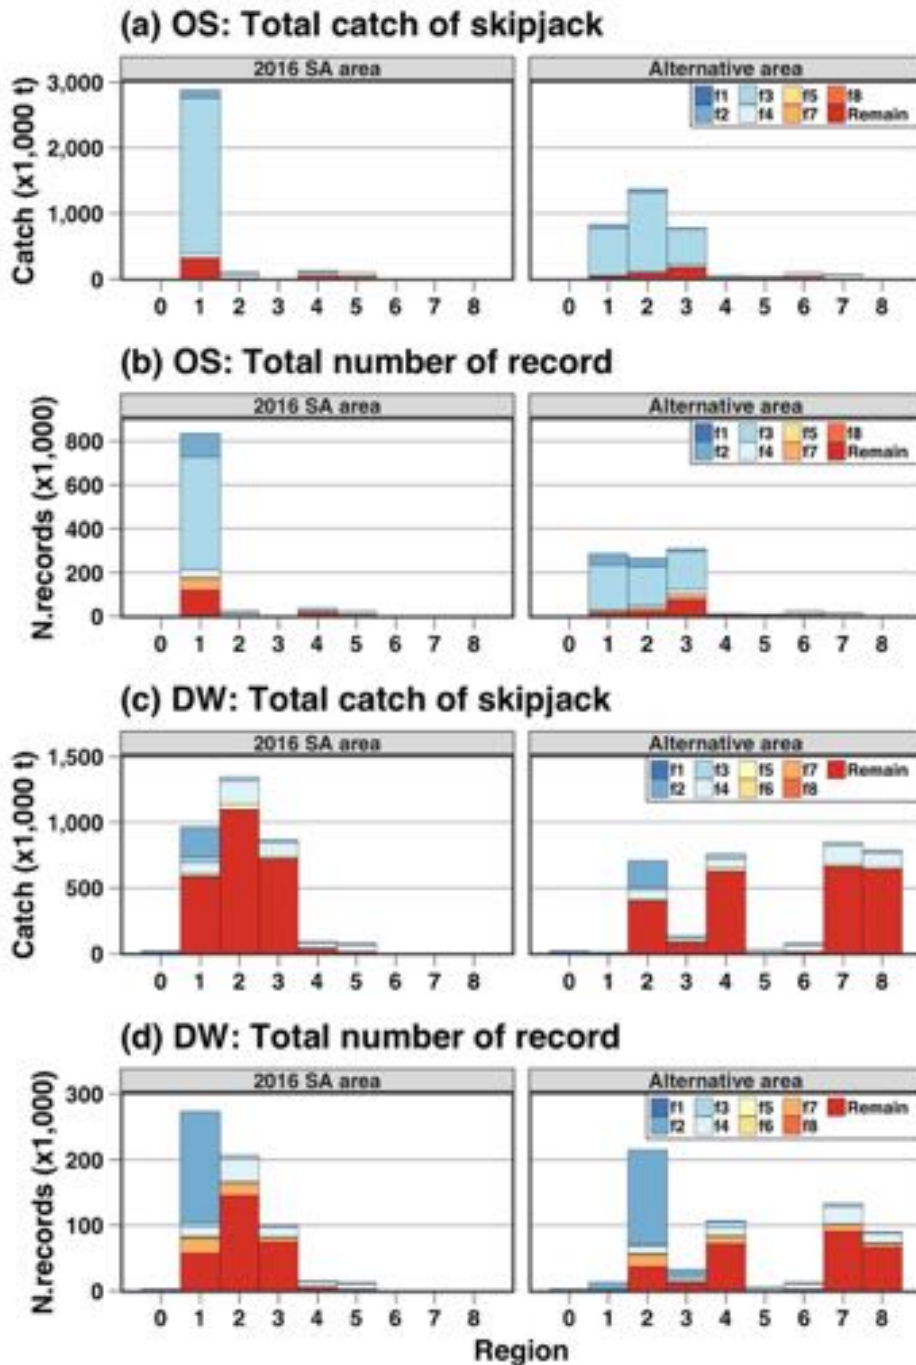 (a) OS: Total catch of skipjack
2016 SA area Alternative area
Catch (x1,000 t)
3,000
2,000
1,000
0
f1 f3 f5 f8
f2 f4 f7 Remain
0 1 2 3 4 5 6 7 8 0 1 2 3 4 5 6 7 8
(b) OS: Total number of record
2016 SA area Alternative area
N.records (x1,000)
800
600
400
200
0
f1 f3 f5 f8
f2 f4 f7 Remain
0 1 2 3 4 5 6 7 8 0 1 2 3 4 5 6 7 8
(c) DW: Total catch of skipjack
2016 SA area Alternative area
Catch (x1,000 t)
1,500
1,000
500
0
f1 f3 f5 f7 Remain
f2 f4 f6 f8
0 1 2 3 4 5 6 7 8 0 1 2 3 4 5 6 7 8
(d) DW: Total number of record
2016 SA area Alternative area
N.records (x1,000)
300
200
100
0
f1 f3 f5 f7 Remain
f2 f4 f6 f8
0 1 2 3 4 5 6 7 8 0 1 2 3 4 5 6 7 8
Region